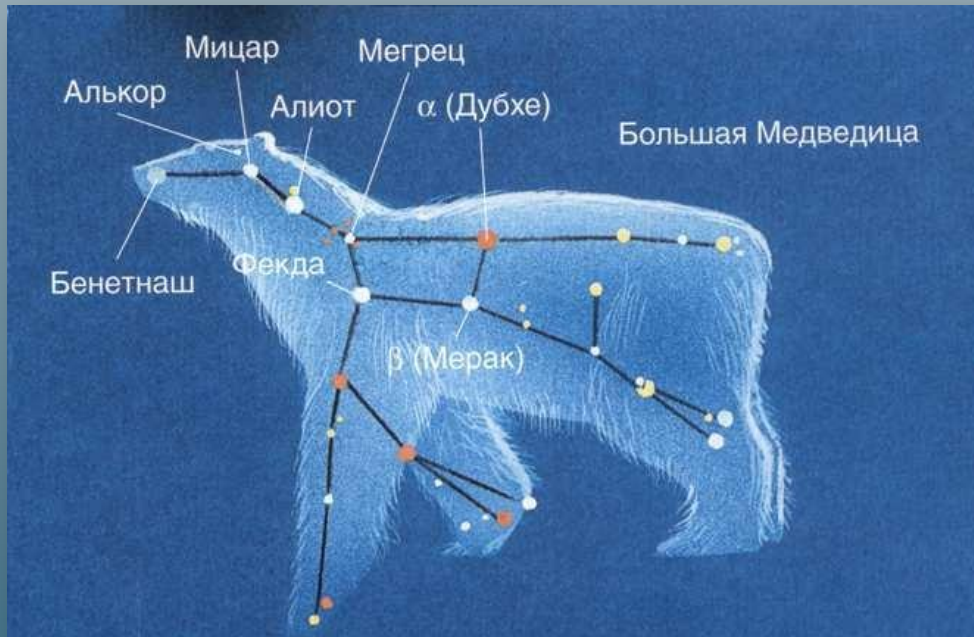 Мицар
Мегрец
Алькор
Алиот
α (Дубхе)
Большая Медведица
Фекда
Бенетнаш
β (Мерак)